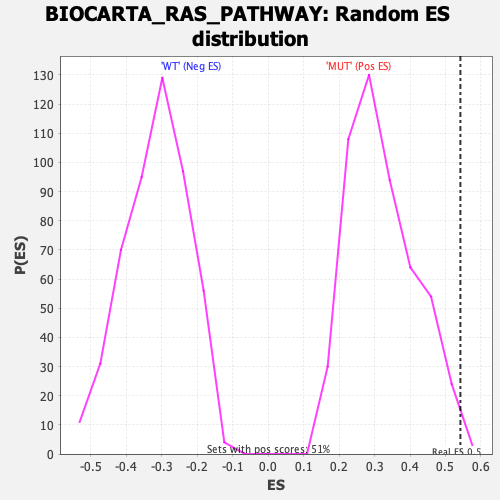 BIOCARTA_RAS_PATHWAY: Random ES
distribution
'WT' (Neg ES) 'MUT' (Pos ES)
P(ES)
130
120
110
100
90
80
70
60
50
40
30
20
10
0
Sets with pos scores: 51%
Real ES 0.5
-0.5 -0.4 -0.3 -0.2 -0.1 0.0 0.1 0.2 0.3 0.4 0.5 0.6
ES